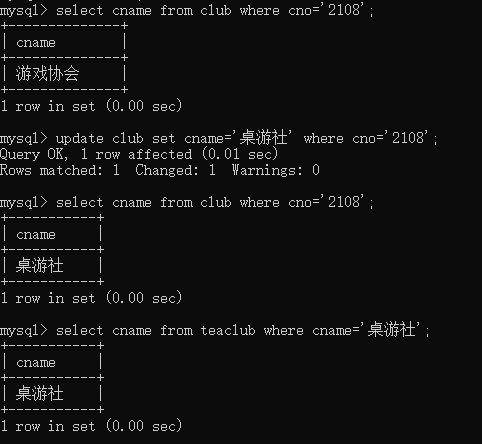 mysql> select cname from club where cno='2108';
+--------------+
| cname        |
+--------------+
| 游戏协会     |
+--------------+
1 row in set (0.00 sec)
mysql> update club set cname='桌游社' where cno='2108';
Query OK, 1 row affected (0.01 sec)
Rows matched: 1  Changed: 1  Warnings: 0
mysql> select cname from club where cno='2108';
+-----------+
| cname     |
+-----------+
| 桌游社    |
+-----------+
1 row in set (0.00 sec)
mysql> select cname from teaclub where cname='桌游社';
+-----------+
| cname     |
+-----------+
| 桌游社    |
+-----------+
1 row in set (0.00 sec)